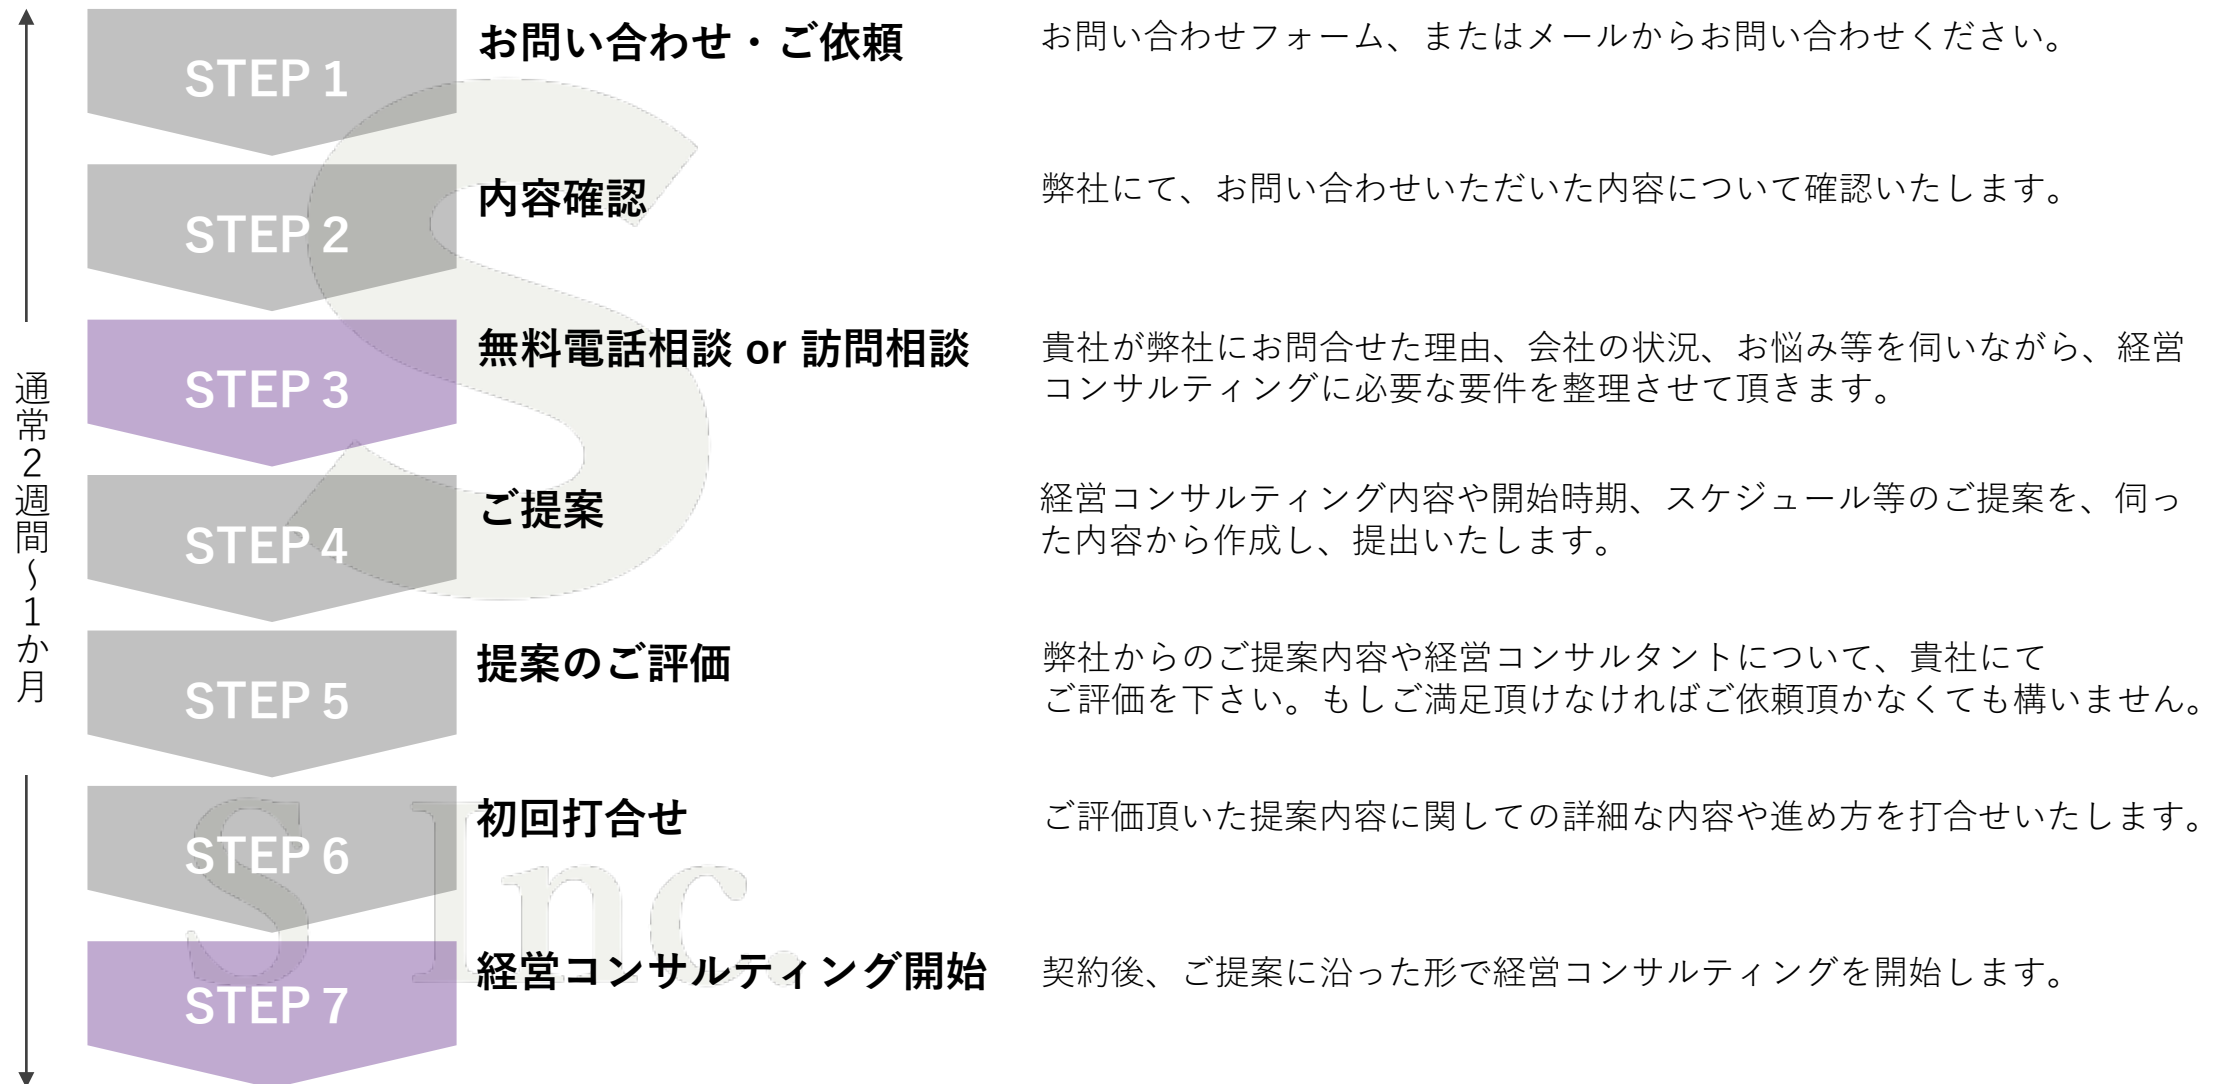 STEP 1
お問い合わせ・ご依頼
お問い合わせフォーム、またはメールからお問い合わせください。
STEP 2
内容確認
弊社にて、お問い合わせいただいた内容について確認いたします。
STEP 3
無料電話相談 or 訪問相談
貴社が弊社にお問合せた理由、会社の状況、お悩み等を伺いながら、経営
コンサルティングに必要な要件を整理させて頂きます。
STEP 4
ご提案
経営コンサルティング内容や開始時期、スケジュール等のご提案を、伺っ
た内容から作成し、提出いたします。
STEP 5
提案のご評価
弊社からのご提案内容や経営コンサルタントについて、貴社にて
ご評価を下さい。もしご満足頂けなければご依頼頂かなくても構いません。
STEP 6
初回打合せ
ご評価頂いた提案内容に関しての詳細な内容や進め方を打合せいたします。
STEP 7
経営コンサルティング開始
契約後、ご提案に沿った形で経営コンサルティングを開始します。
通常2週間~1か月
S
S Inc.